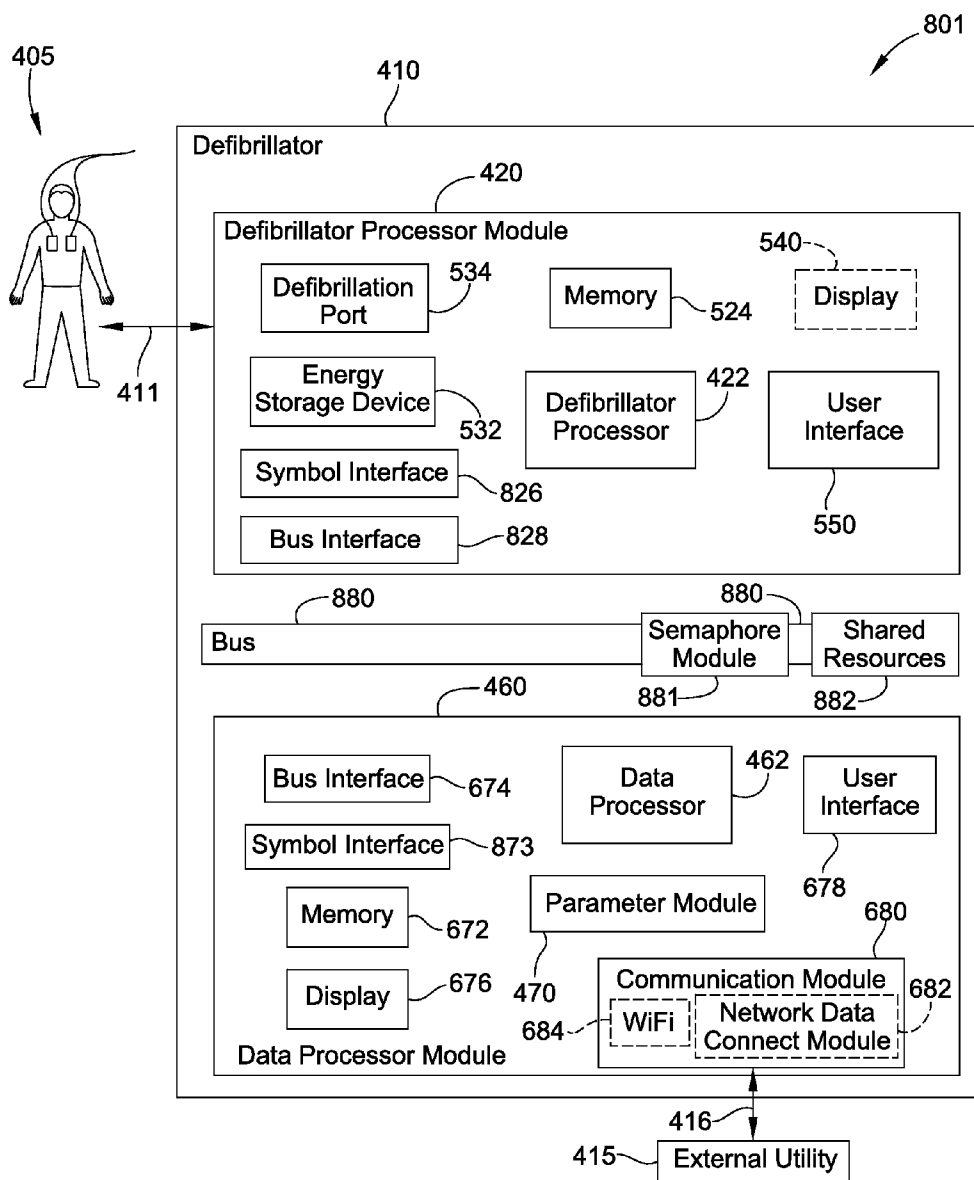 801
405
410
Defibrillator
420
Defibrillator Processor Module
540
Defibrillation
Port
534
Memory
524
Display
Energy
Storage Device
532
422
Defibrillator
Processor
User
Interface
550
411
Symbol Interface
826
Bus Interface
828
880
880
Bus
Semaphore
Module
Shared
Resources
881
882
460
Bus Interface
674
Data
Processor
462
User
Interface
678
Symbol Interface
873
Memory
672
Parameter Module
470
680
Display
676
Communication Module
682
684
WiFi
Network Data
Connect Module
Data Processor Module
416
415
External Utility